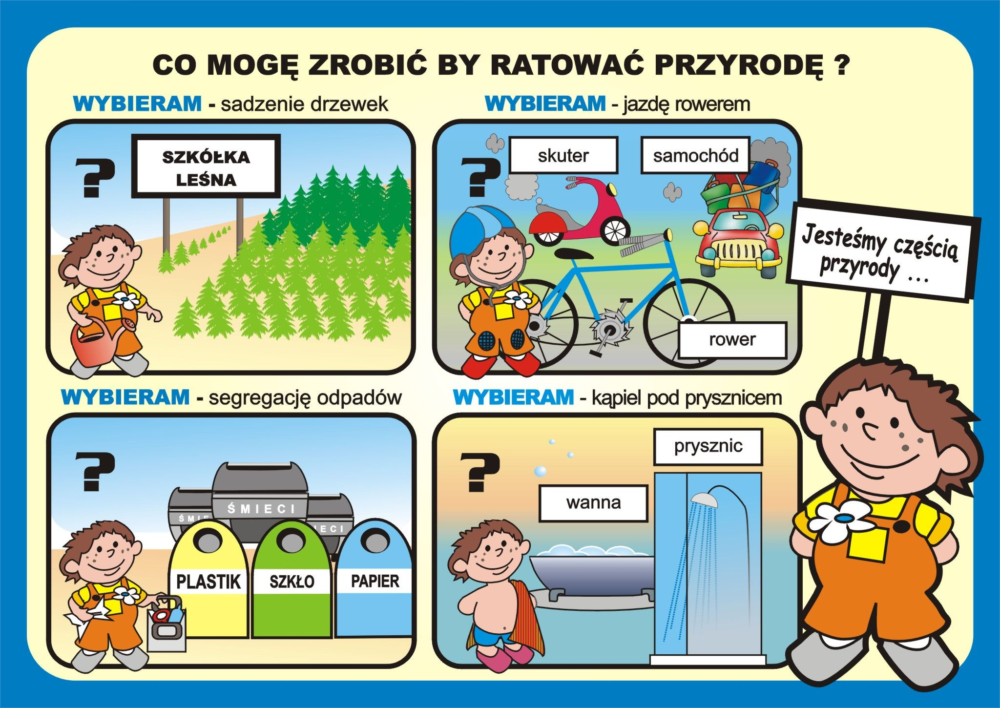 CO MOGĘ ZROBIĆ BY RATOWAĆ PRZYRODĘ ?
WYBIERAM - sadzenie drzewek
?
SZKÓŁKA
LEŚNA
WYBIERAM - jazdę rowerem
?
skuter
samochód
rower
Jesteśmy częścią
przyrody ...
WYBIERAM - segregację odpadów
?
ŚMIECI
ŚMIE
IECI
PLASTIK
SZKŁO
PAPIER
WYBIERAM - kąpiel pod prysznicem
?
prysznic
wanna